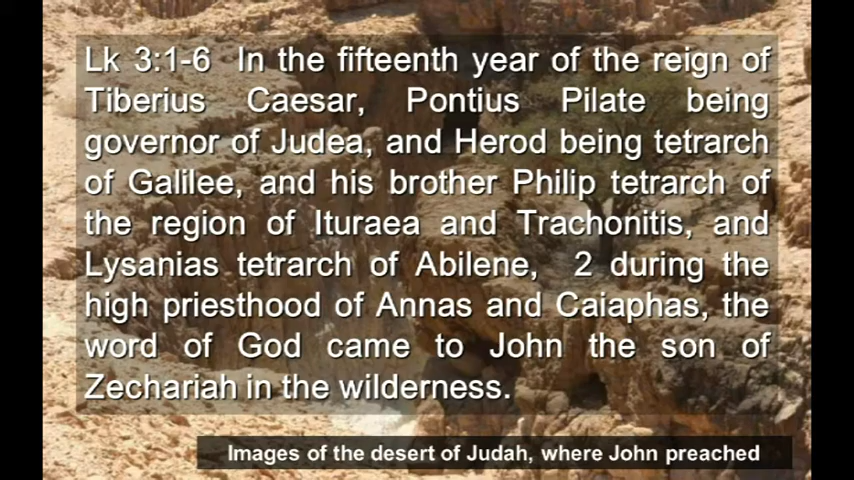 Lk 3:1-6 In the fifteenth year of the reign of
Tiberius Caesar, Pontius Pilate being
governor of Judea, and Herod being tetrarch
of Galilee, and his brother Philip tetrarch of
the region of Ituraea and Trachonitis, and
Lysanias tetrarch of Abilene, 2 during the
high priesthood of Annas and Caiaphas, the
word of God came to John the son of
Zechariah in the wilderness.
Images of the desert of Judah, where John preached